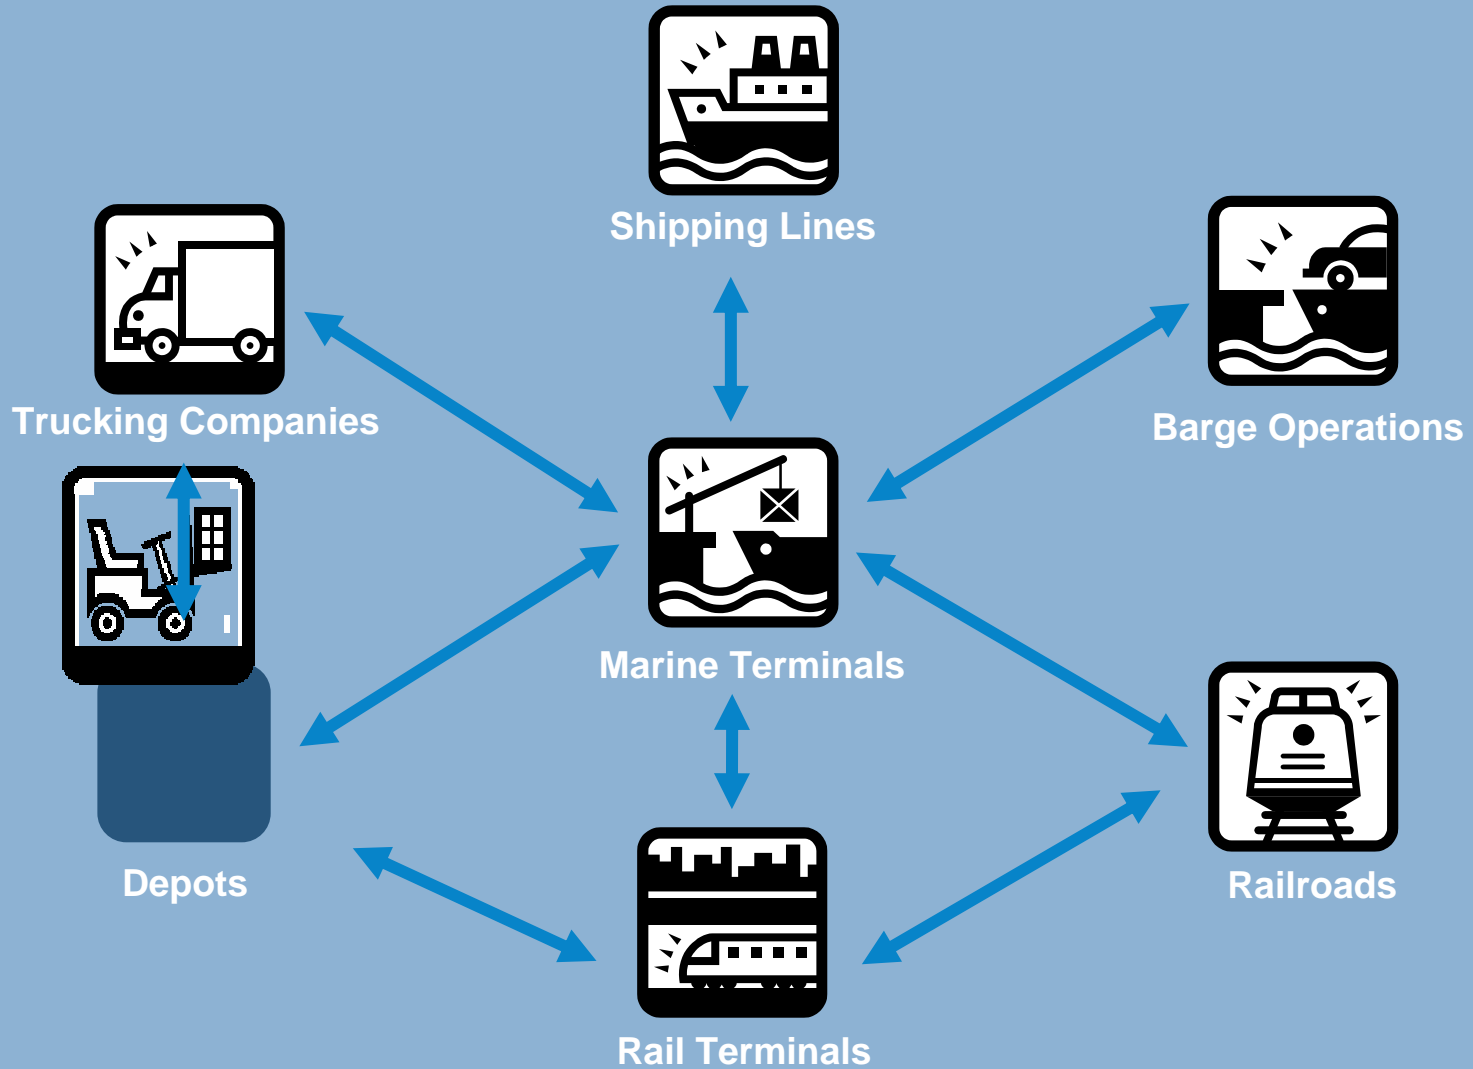 Shipping Lines
Trucking Companies
Barge Operations
Marine Terminals
Depots
Railroads
Rail Terminals